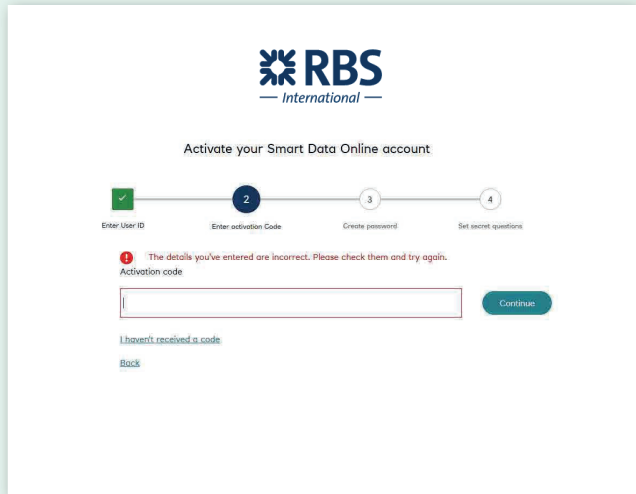 RBS
International
Activate your Smart Data Online account
2
3
4
Enter User ID
Enter activation Code
Create password
Set secret questions
The details you've entered are incorrect. Please check them and try again.
Activation code
Continue
I haven't received a code
Back